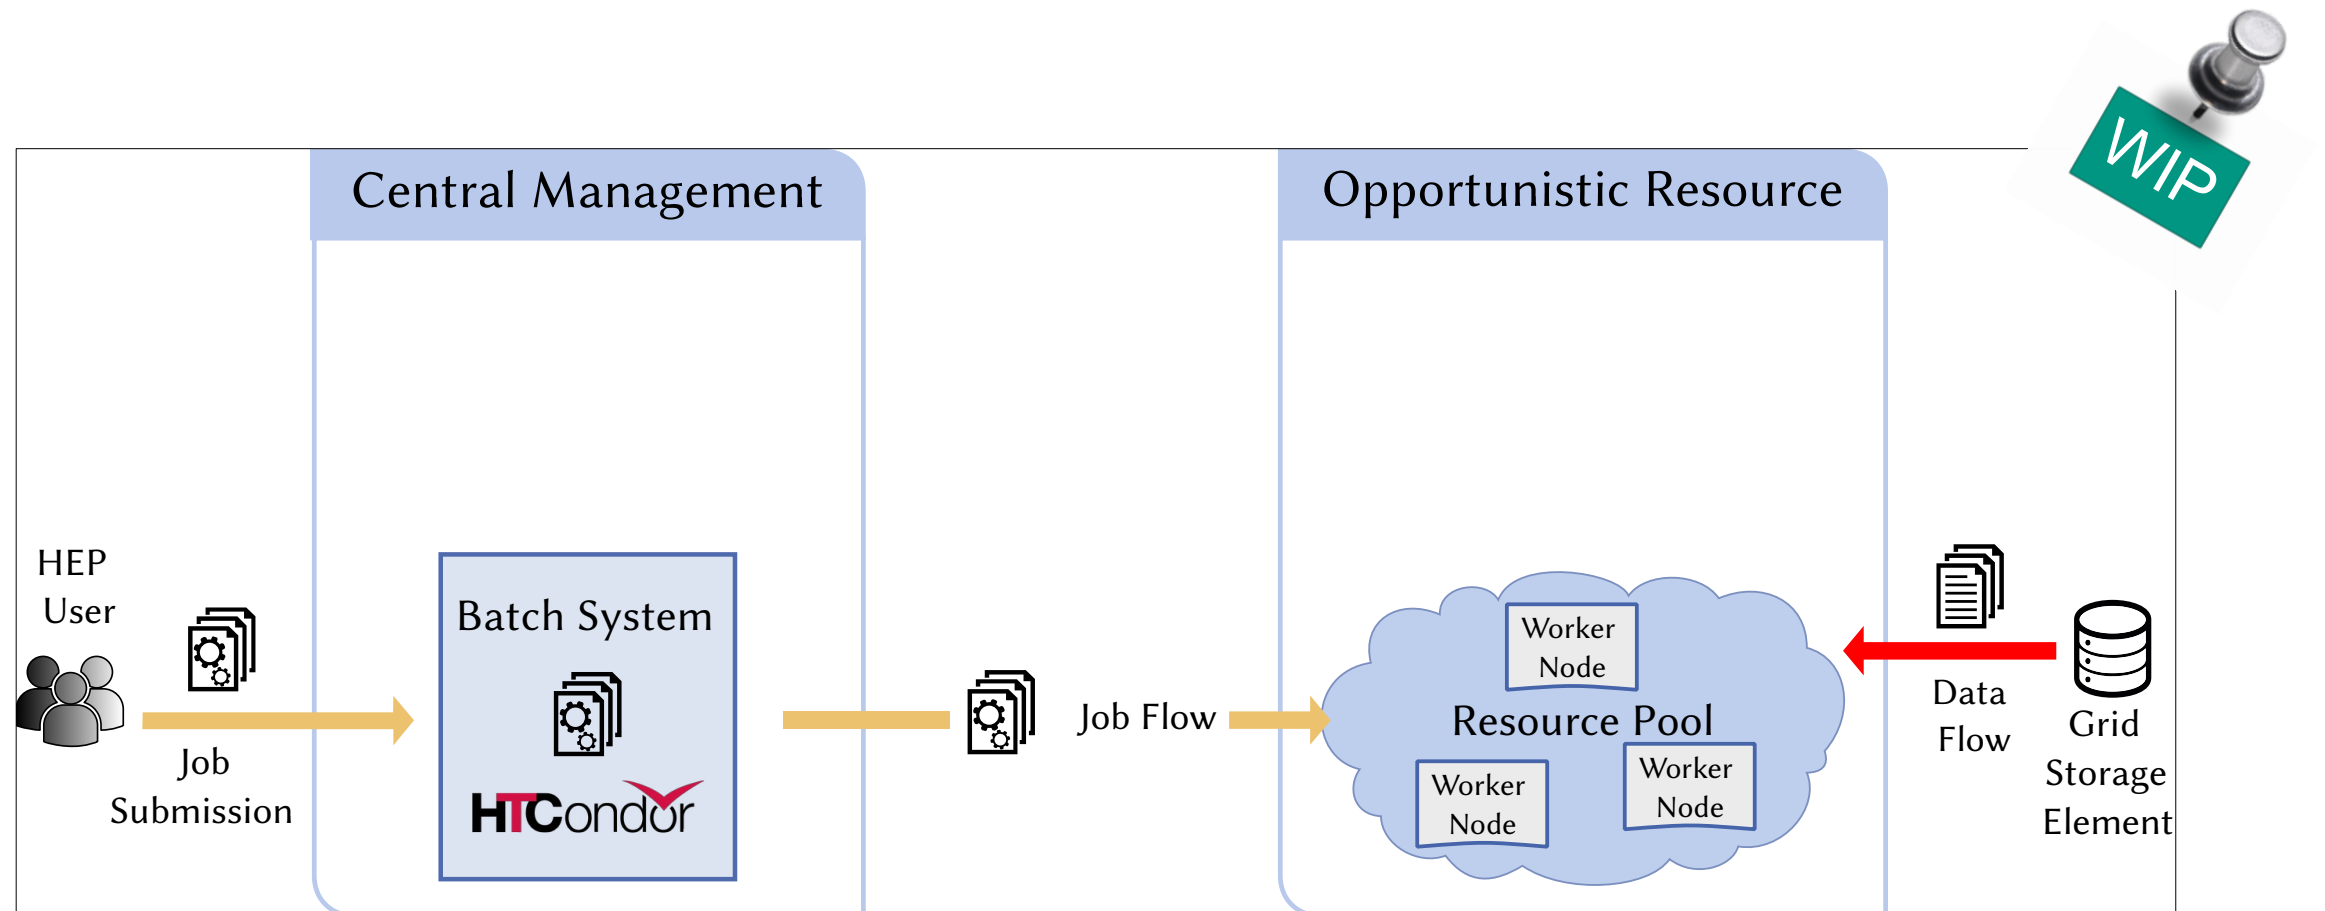 WIP
Central Management
Opportunistic Resource
HEP
User
Job
Submission
Batch System
HTCondor
Job Flow
Worker
Node
Resource Pool
Worker
Node
Worker
Node
Data
Flow
Grid
Storage
Element